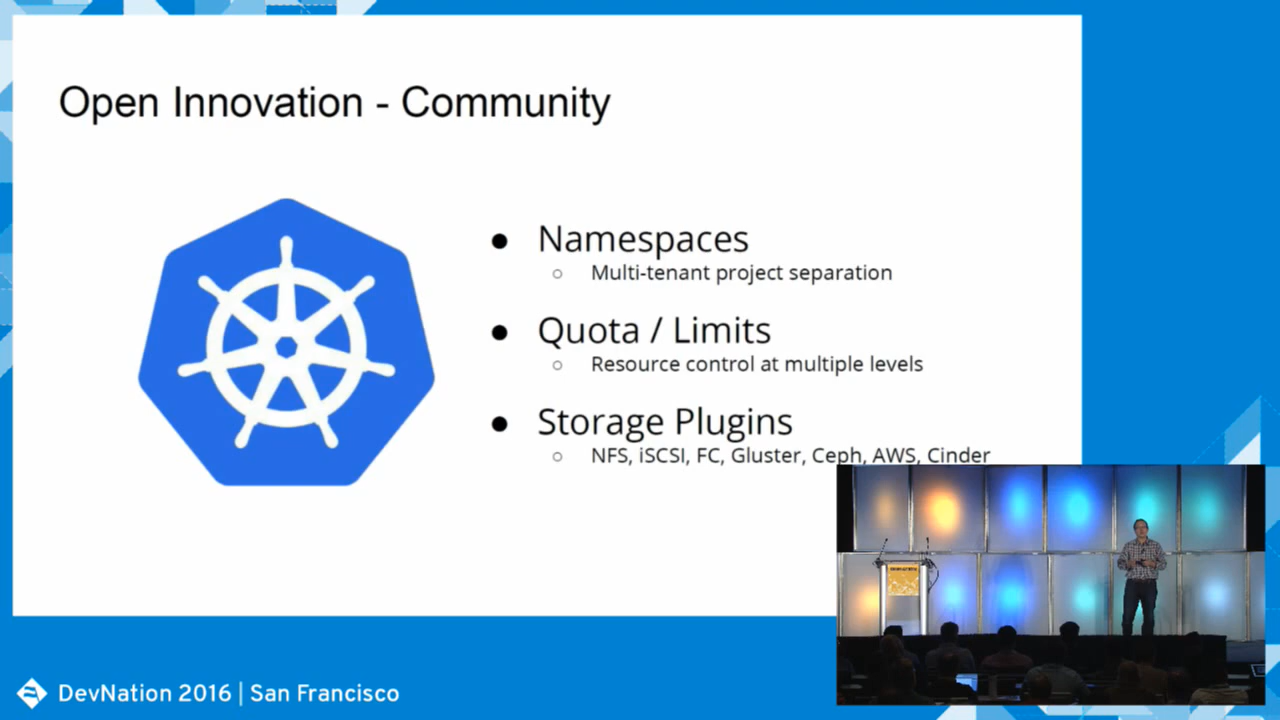 Open Innovation - Community
● Namespaces
○ Multi-tenant project separation
● Quota / Limits
○ Resource control at multiple levels
● Storage Plugins
○ NFS, iSCSI, FC, Gluster, Ceph, AWS, Cinder
DevNation 2016 | San Francisco